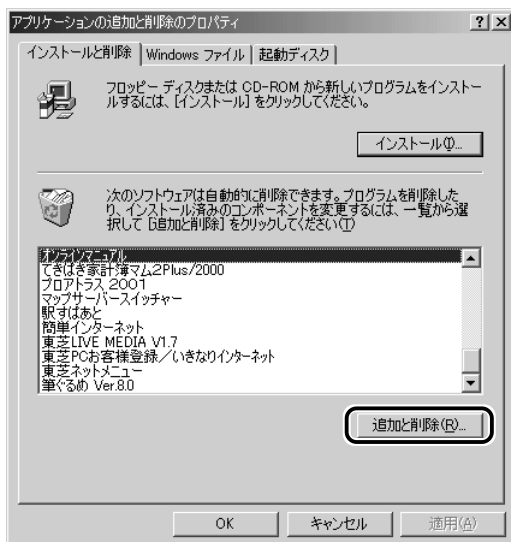 アプリケーションの追加と削除のプロパティ
インストールと削除 Windows ファイル 起動ディスク
フロッピー ディスクまたは CD-ROM から新しいプログラムをインストー
ルするには、[インストール] をクリックしてください。
インストール(I)...
次のソフトウェアは自動的に削除できます。プログラムを削除した
り、インストール済みのコンポーネントを変更するには、一覧から選
択して [追加と削除] をクリックしてください(T)
オンラインマニュアル
てきぱき家計簿マム2Plus/2000
プロアトラス 2001
マップサーバースイッチャー
駅すぱあと
簡単インターネット
東芝LIVE MEDIA V1.7
東芝PCお客様登録/いきなりインターネット
東芝ネットメニュー
筆ぐるめ Ver.8.0
追加と削除(R)...
OK キャンセル 適用(A)